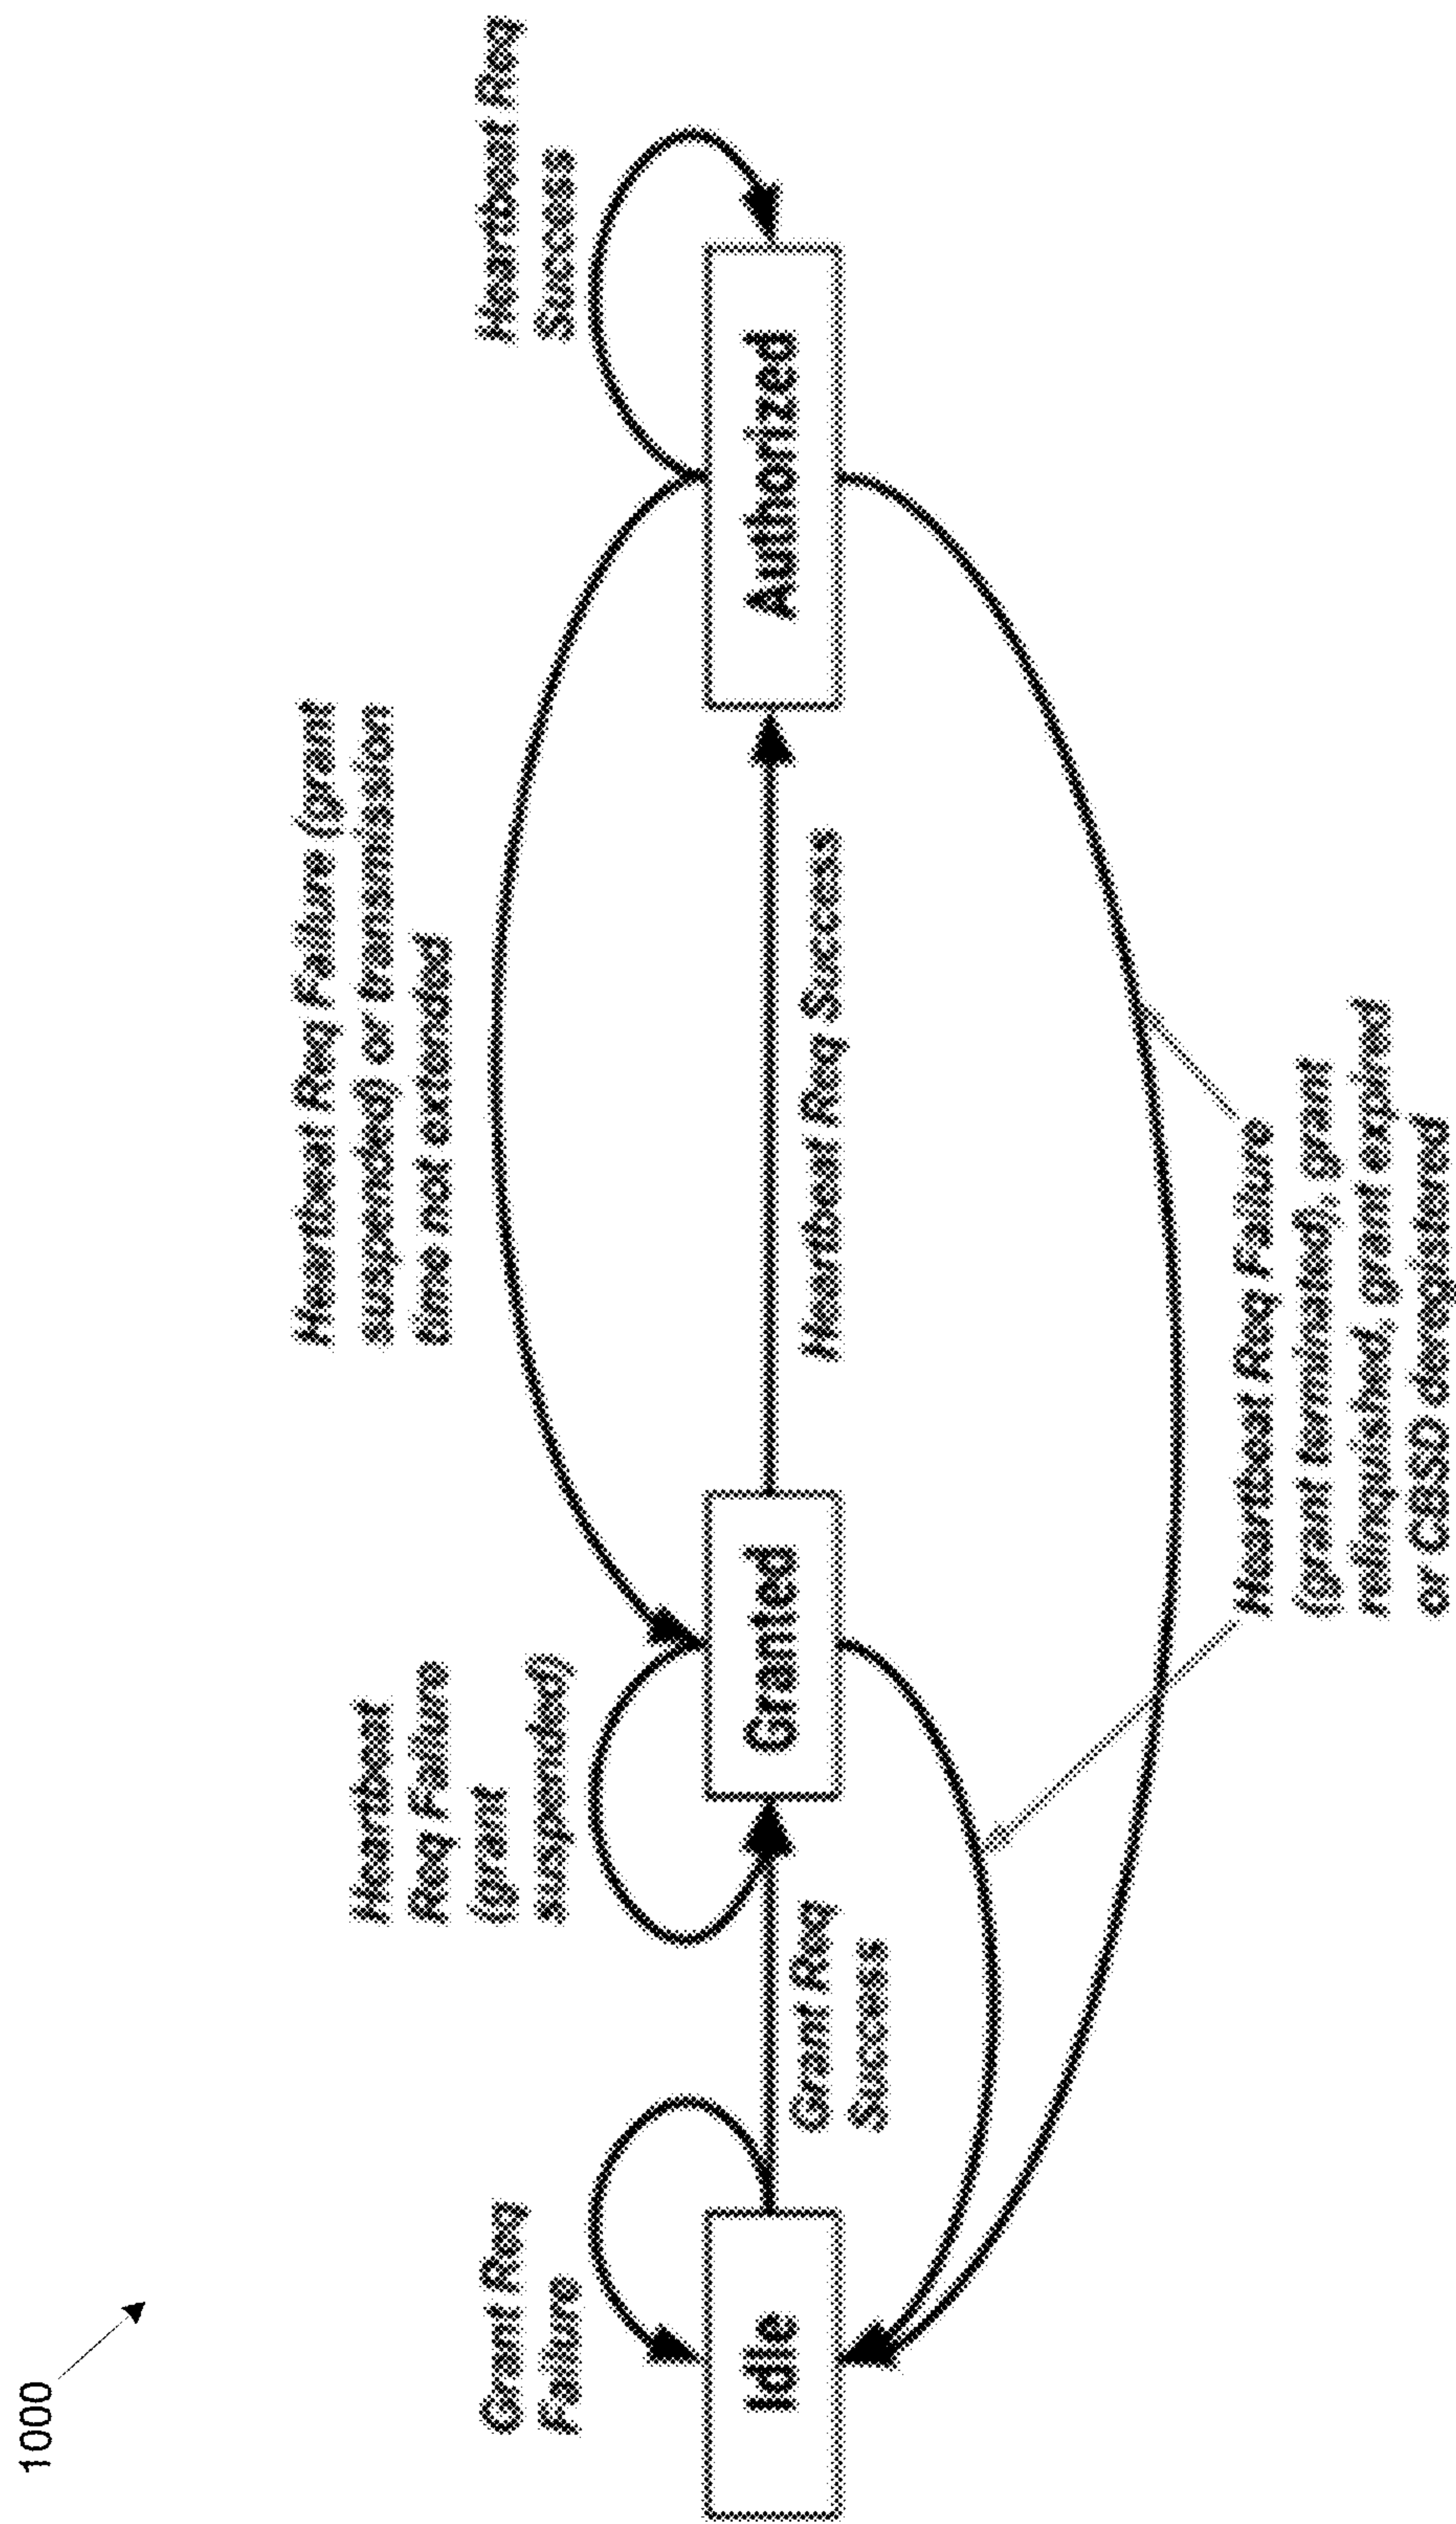 1000
Heartbeat Req Failure (grant
suspended) or transmission
time not extended
Heartbeat
Req Failure
(grant
suspended)
Grant Req
Failure
Heartbeat Req
Success
Idle
Granted
Authorized
Grant Req
Success
Heartbeat Req Success
Heartbeat Req Failure
(grant terminated), grant
relinquished, grant expired
or CBSD deregistered